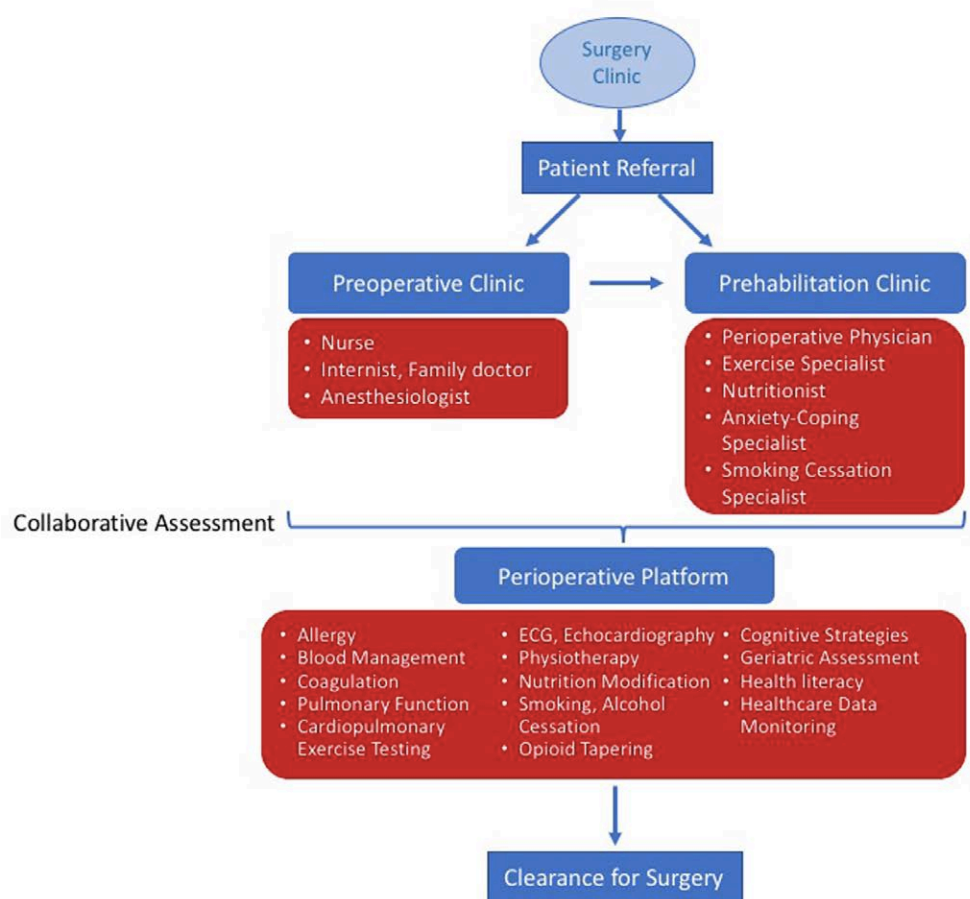 Surgery
Clinic
Patient Referral
Preoperative Clinic
Prehabilitation Clinic
• Nurse
• Internist, Family doctor
• Anesthesiologist
• Perioperative Physician
• Exercise Specialist
• Nutritionist
• Anxiety-Coping
Specialist
• Smoking Cessation
Specialist
Collaborative Assessment
Perioperative Platform
• Allergy
• Blood Management
• Coagulation
• Pulmonary Function
• Cardiopulmonary
Exercise Testing
• ECG, Echocardiography
• Physiotherapy
• Nutrition Modification
• Smoking, Alcohol
Cessation
• Opioid Tapering
• Cognitive Strategies
• Geriatric Assessment
• Health literacy
• Healthcare Data
Monitoring
Clearance for Surgery